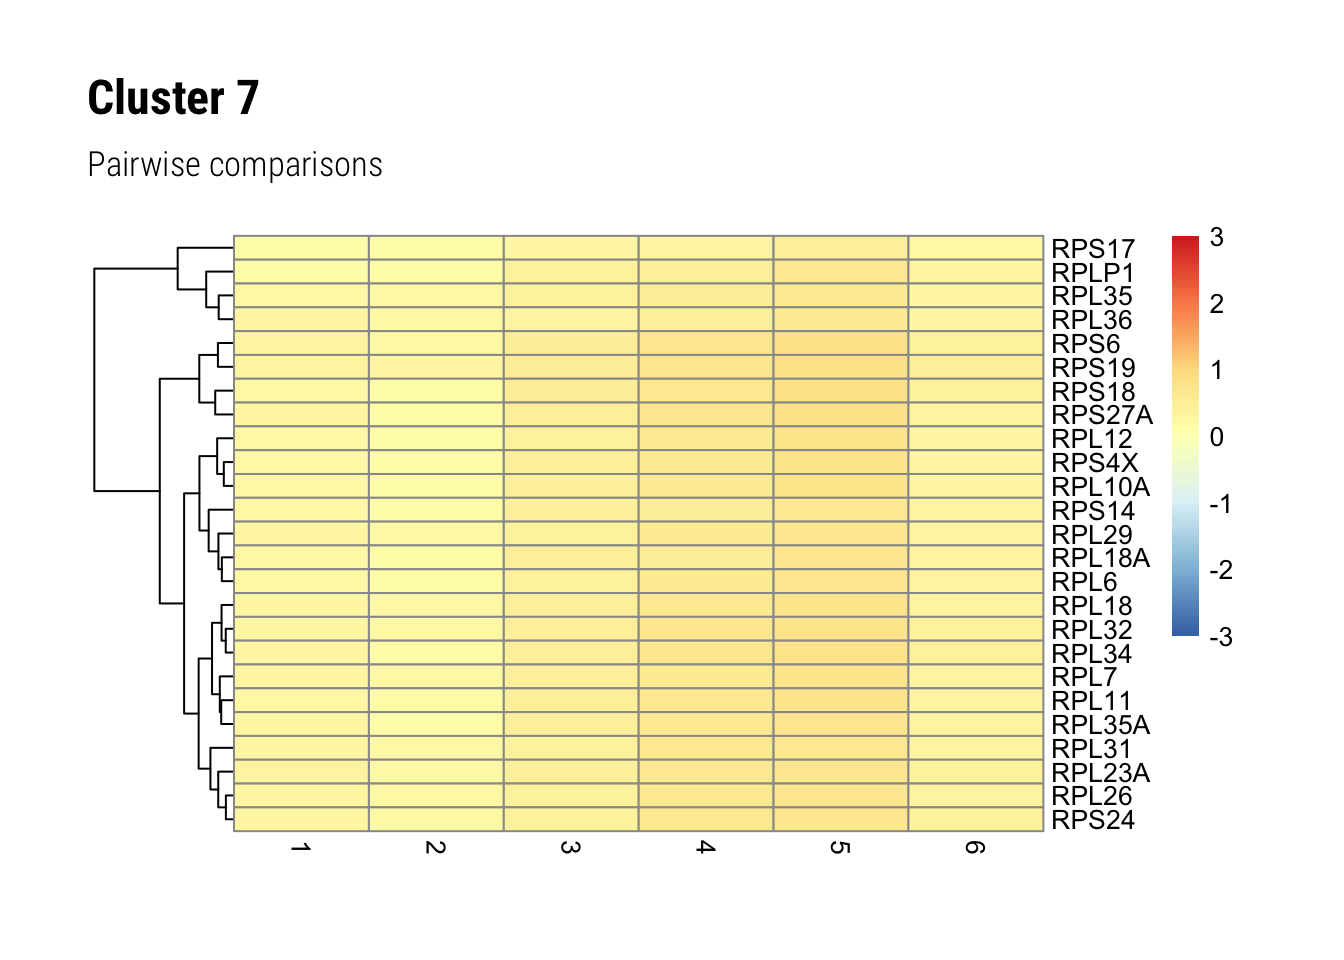 Cluster 7
Pairwise comparisons
RPS17
RPLP1
RPL35
RPL36
RPS6
RPS19
RPS18
RPS27A
RPL12
RPS4X
RPL10A
RPS14
RPL29
RPL18A
RPL6
RPL18
RPL32
RPL34
RPL7
RPL11
RPL35A
RPL31
RPL23A
RPL26
RPS24
3
2
1
0
-1
-2
-3
1 2 3 4 5 6